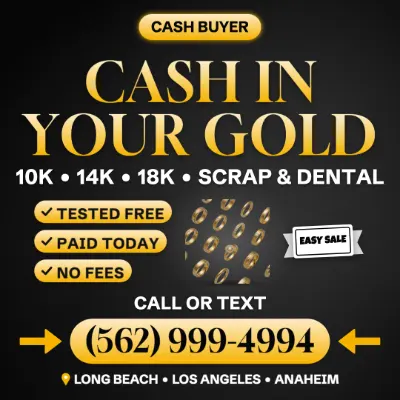 CASH BUYER
CASH IN
YOUR GOLD
10K • 14K • 18K • SCRAP & DENTAL
✓ TESTED FREE
✓ PAID TODAY
✓ NO FEES
EASY SALE
CALL OR TEXT
(562) 999-4994
LONG BEACH • LOS ANGELES • ANAHEIM